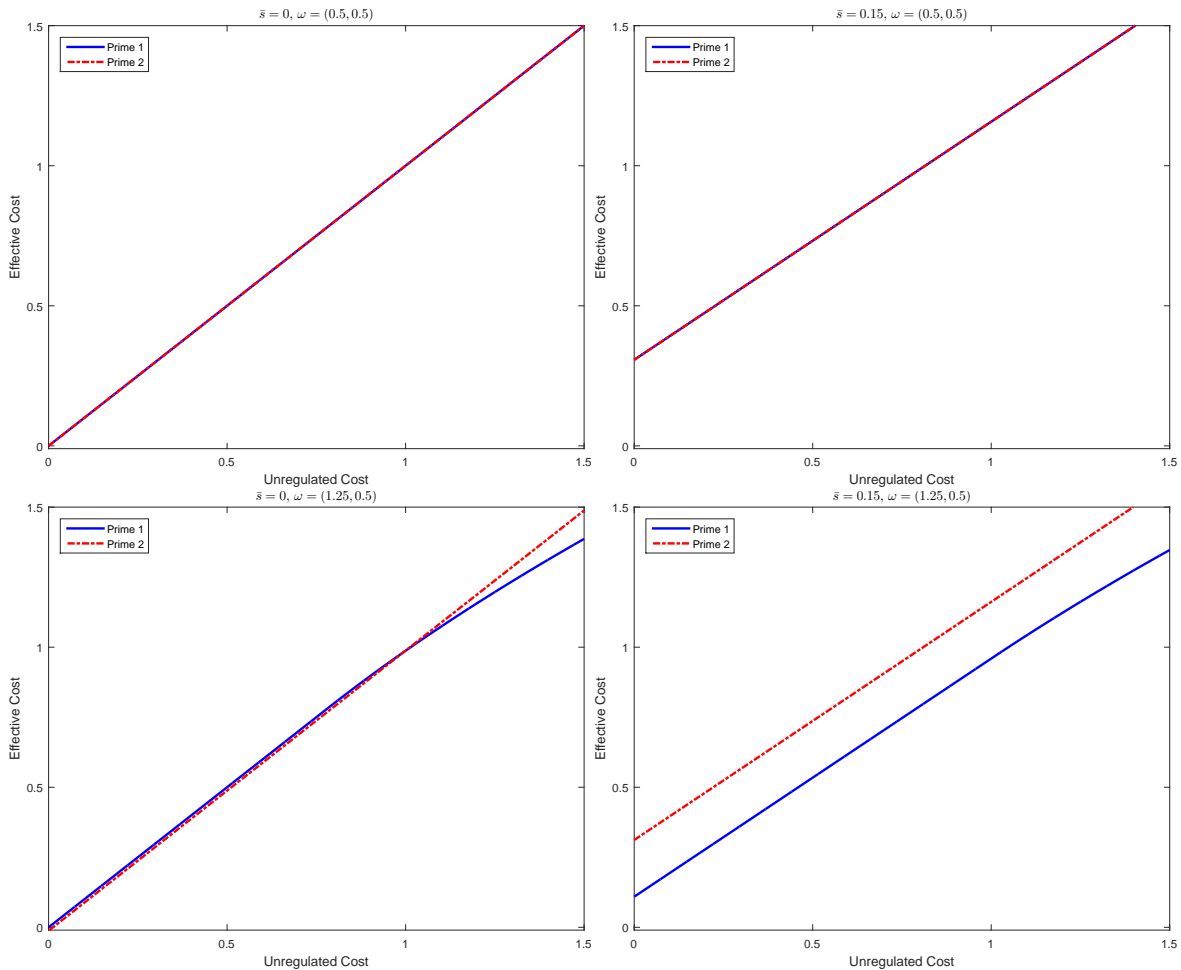 s̄ = 0, ω = (0.5, 0.5)
1.5
Prime 1
Prime 2
1
Effective Cost
0.5
0
0 0.5 1 1.5
Unregulated Cost
s̄ = 0.15, ω = (0.5, 0.5)
1.5
Prime 1
Prime 2
1
Effective Cost
0.5
0
0 0.5 1 1.5
Unregulated Cost
s̄ = 0, ω = (1.25, 0.5)
1.5
Prime 1
Prime 2
1
Effective Cost
0.5
0
0 0.5 1 1.5
Unregulated Cost
s̄ = 0.15, ω = (1.25, 0.5)
1.5
Prime 1
Prime 2
1
Effective Cost
0.5
0
0 0.5 1 1.5
Unregulated Cost